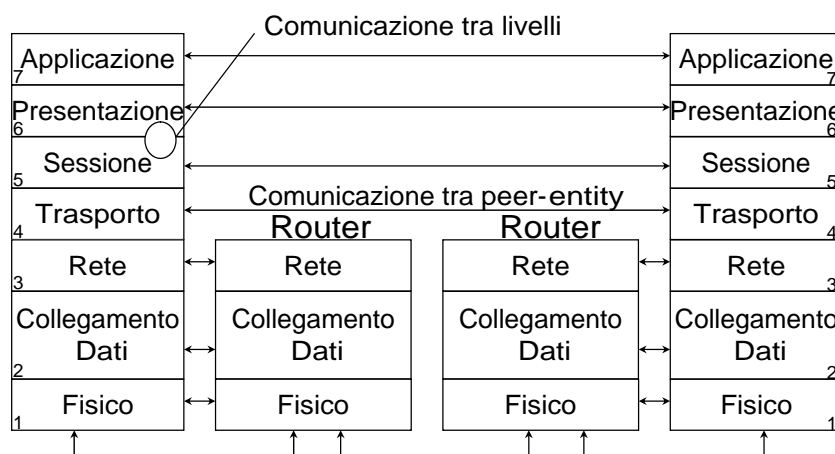 Comunicazione tra livelli
Applicazione
7
Presentazione
6
Sessione
5
Trasporto
4
Rete
3
Collegamento
Dati
2
Fisico
1
Comunicazione tra peer-entity
Router
Rete
Collegamento
Dati
Fisico
Router
Rete
Collegamento
Dati
Fisico
Applicazione
7
Presentazione
6
Sessione
5
Trasporto
4
Rete
3
Collegamento
Dati
2
Fisico
1